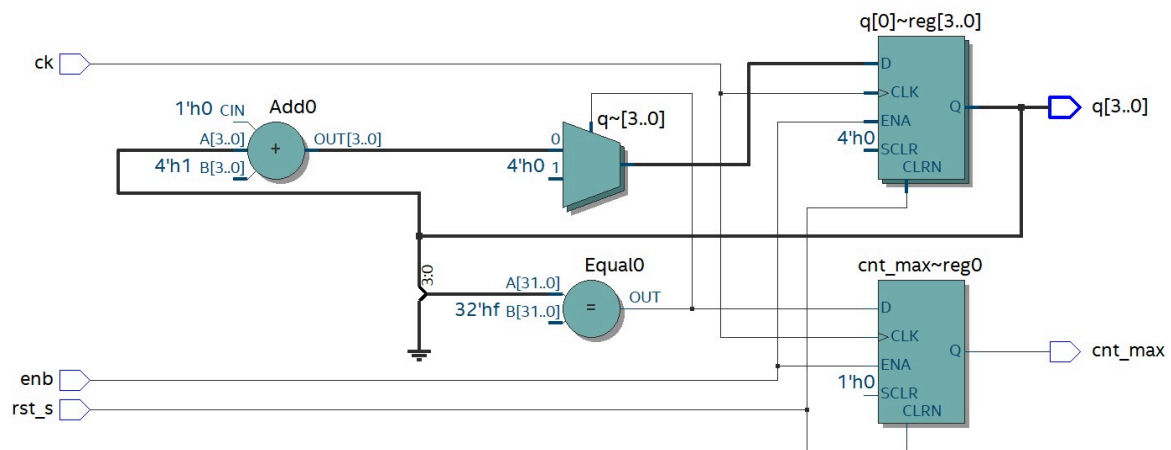 q[0]~reg[3..0]
ck
D
1'h0 CIN
Add0
q~[3..0]
>CLK
Q
q[3..0]
A[3..0]
OUT[3..0]
0
ENA
4'h1 B[3..0]
+
4'h0 1
4'h0 SCLR
CLRN
3:0
Equal0
cnt_max~reg0
A[31..0]
32'hf B[31..0]
=
OUT
D
>CLK
Q
cnt_max
enb
ENA
1'h0 SCLR
rst_s
CLRN